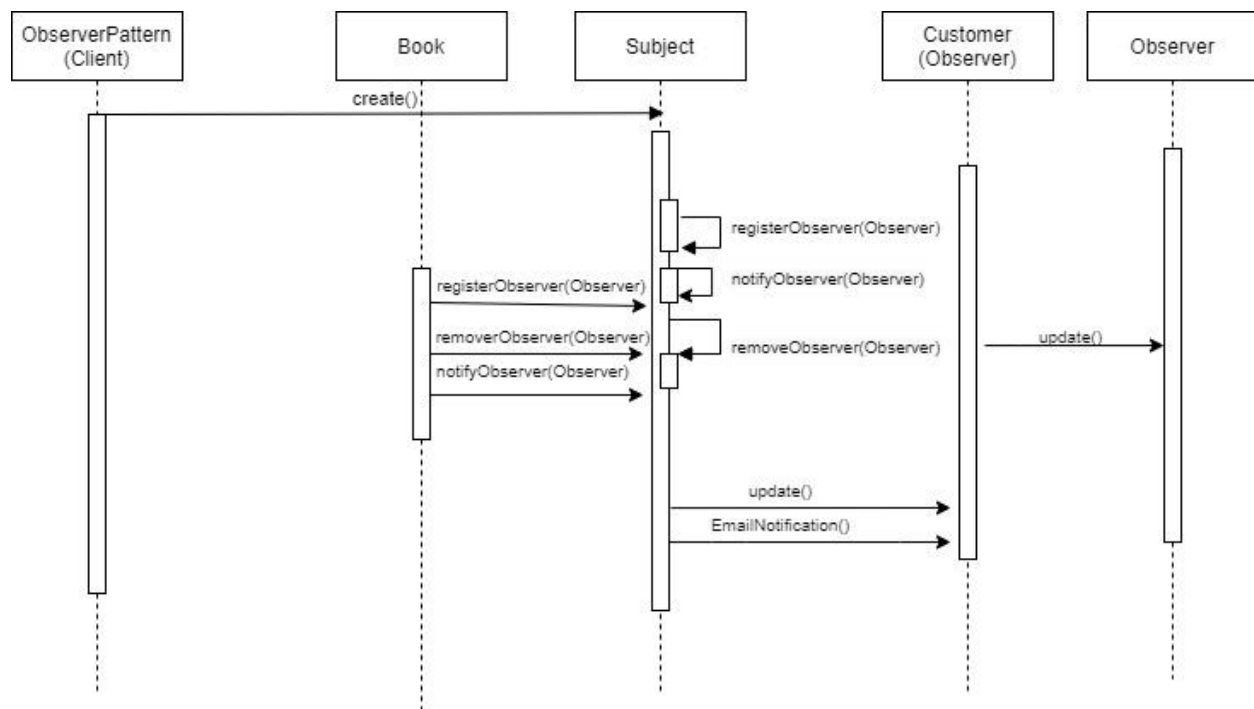 ObserverPattern
(Client)
Book
Subject
Customer
(Observer)
Observer
create()
registerObserver(Observer)
notifyObserver(Observer)
registerObserver(Observer)
removerObserver(Observer)
removeObserver(Observer)
update()
notifyObserver(Observer)
update()
EmailNotification()